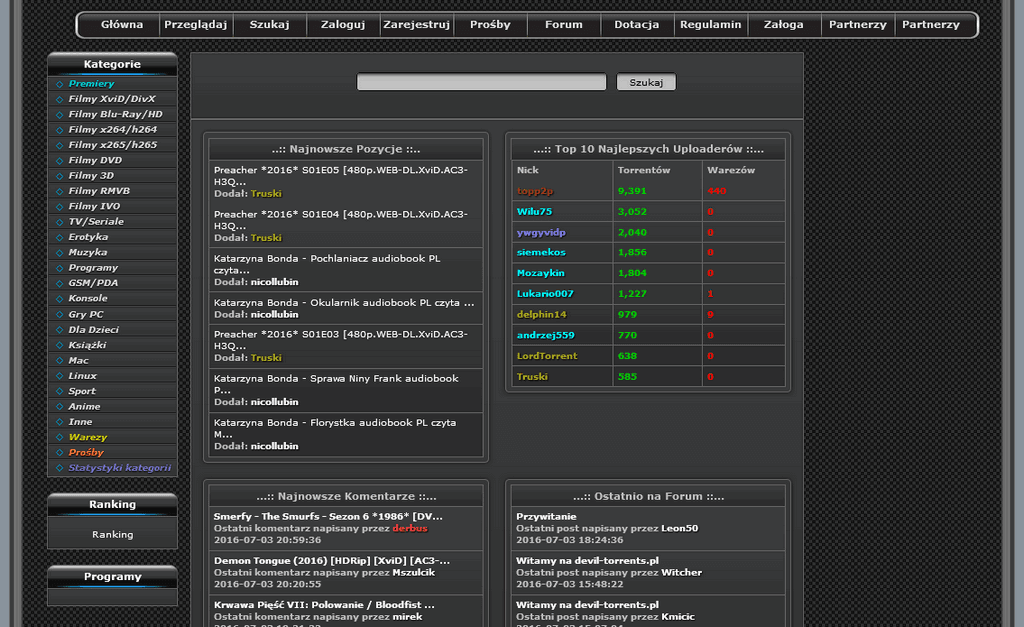 Główna Przeglądaj Szukaj Zaloguj Zarejestruj Prośby Forum Dotacja Regulamin Załoga Partnerzy Partnerzy
Kategorie
Premiery
Filmy XviD/DivX
Filmy Blu-Ray/HD
Filmy x264/h264
Filmy x265/h265
Filmy DVD
Filmy 3D
Filmy RMVB
Filmy IVO
TV/Seriale
Erotyka
Muzyka
Programy
GSM/PDA
Konsole
Gry PC
Dla Dzieci
Książki
Mac
Linux
Sport
Anime
Inne
Warezy
Prośby
Statystyki kategorii
Ranking
Ranking
Programy
Szukaj
..:: Najnowsze Pozycje ::..
Preacher *2016* S01E05 [480p.WEB-DL.XviD.AC3-
H3Q...
Dodał: Truski
Preacher *2016* S01E04 [480p.WEB-DL.XviD.AC3-
H3Q...
Dodał: Truski
Katarzyna Bonda - Pochlaniacz audiobook PL
czyta...
Dodał: nicollubin
Katarzyna Bonda - Okularnik audiobook PL czyta ...
Dodał: nicollubin
Preacher *2016* S01E03 [480p.WEB-DL.XviD.AC3-
H3Q...
Dodał: Truski
Katarzyna Bonda - Sprawa Niny Frank audiobook
P...
Dodał: nicollubin
Katarzyna Bonda - Florystka audiobook PL czyta
M...
Dodał: nicollubin
...:: Top 10 Najlepszych Uploaderów ::...
Nick Torrentów Warezów
topp2p 9,391 440
Wilu75 3,052 0
ywgyvidp 2,040 0
siemekos 1,856 0
Mozaykin 1,804 0
Lukario007 1,227 1
delphin14 979 0
andrzej559 770 0
LordTorrent 638 0
Truski 585 0
...:: Najnowsze Komentarze ::...
Smerfy - The Smurfs - Sezon 6 *1986* [DV...
Ostatni komentarz napisany przez derbus
2016-07-03 20:59:36
Demon Tongue (2016) [HDRip] [XviD] [AC3-...
Ostatni komentarz napisany przez Mszulcik
2016-07-03 20:20:55
Krwawa Pięść VII: Polowanie / Bloodfist ...
Ostatni komentarz napisany przez mirek
...:: Ostatnio na Forum ::...
Przywitanie
Ostatni post napisany przez Leon50
2016-07-03 18:24:36
Witamy na devil-torrents.pl
Ostatni post napisany przez Witcher
2016-07-03 15:48:22
Witamy na devil-torrents.pl
Ostatni post napisany przez Kmicic